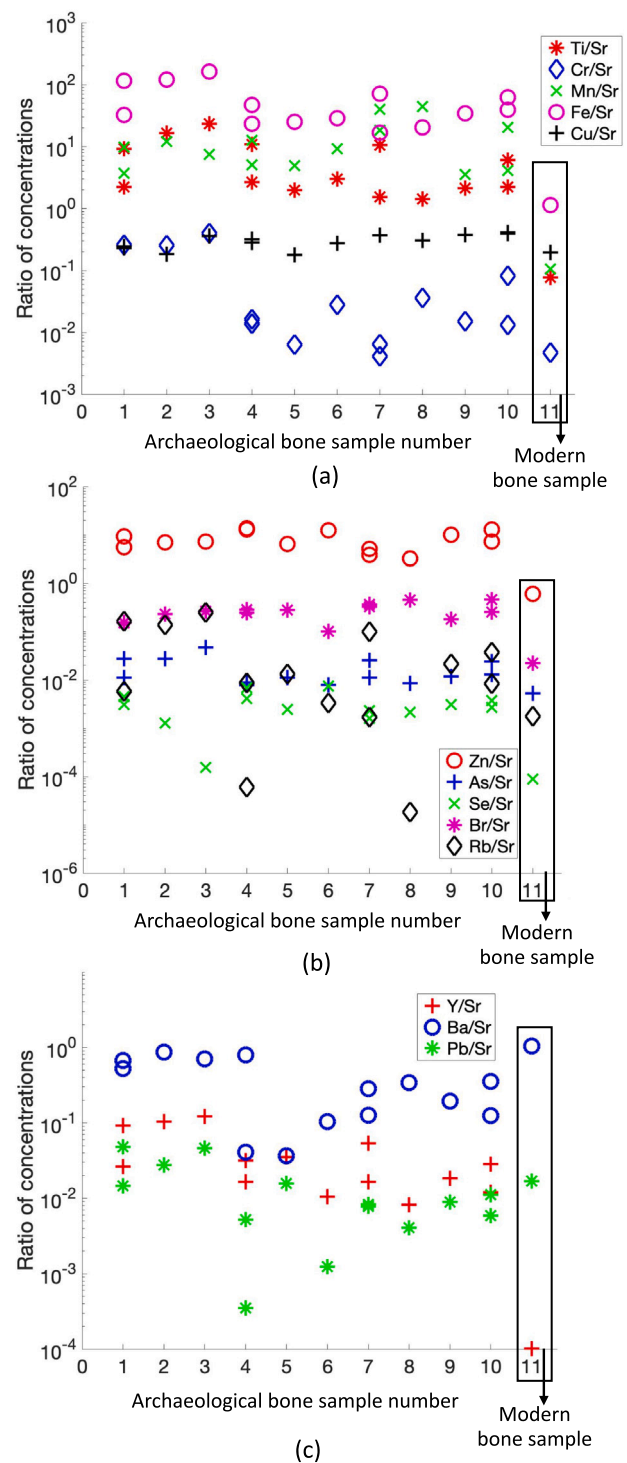 10^3
10^2
10^1
10^0
10^-1
10^-2
10^-3
Ratio of concentrations
Ti/Sr
Cr/Sr
Mn/Sr
Fe/Sr
Cu/Sr
0 1 2 3 4 5 6 7 8 9 10 11
Archaeological bone sample number
Modern
bone sample
(a)
10^2
10^0
10^-2
10^-4
10^-6
Ratio of concentrations
Zn/Sr
As/Sr
Se/Sr
Br/Sr
Rb/Sr
0 1 2 3 4 5 6 7 8 9 10 11
Archaeological bone sample number
Modern
bone sample
(b)
10^0
10^-1
10^-2
10^-3
10^-4
Ratio of concentrations
Y/Sr
Ba/Sr
Pb/Sr
0 1 2 3 4 5 6 7 8 9 10 11
Archaeological bone sample number
Modern
bone sample
(c)